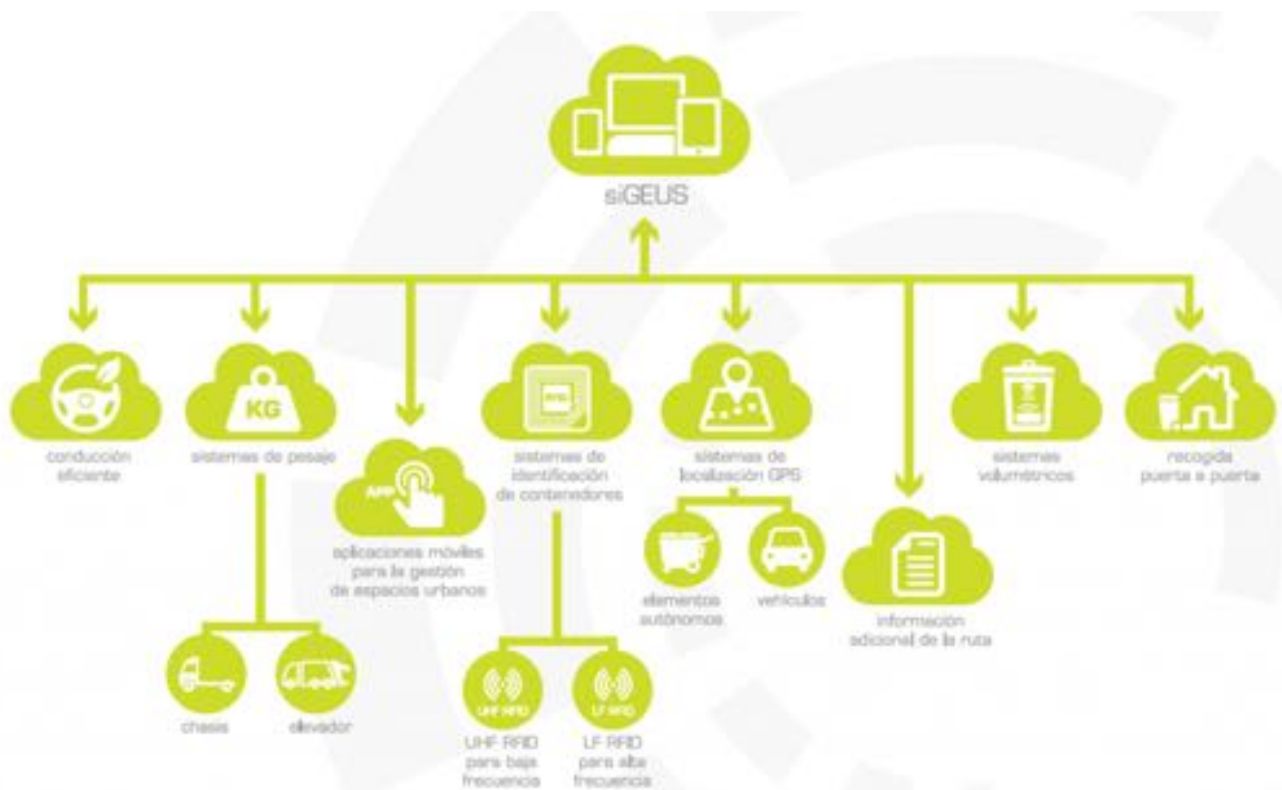 siGEUS
conducción
eficiente
KG
sistemas de pesaje
APP
aplicaciones móviles
para la gestión
de espacios urbanos
RFID
sistemas de
identificación
de contenedores
sistemas de
localización GPS
elementos
autónomos
vehículos
información
adicional de la ruta
sistemas
volumétricos
recogida
puerta a puerta
chasis
elevador
UHF RFID
UHF RFID
para baja
frecuencia
LF RFID
LF RFID
para alta
frecuencia